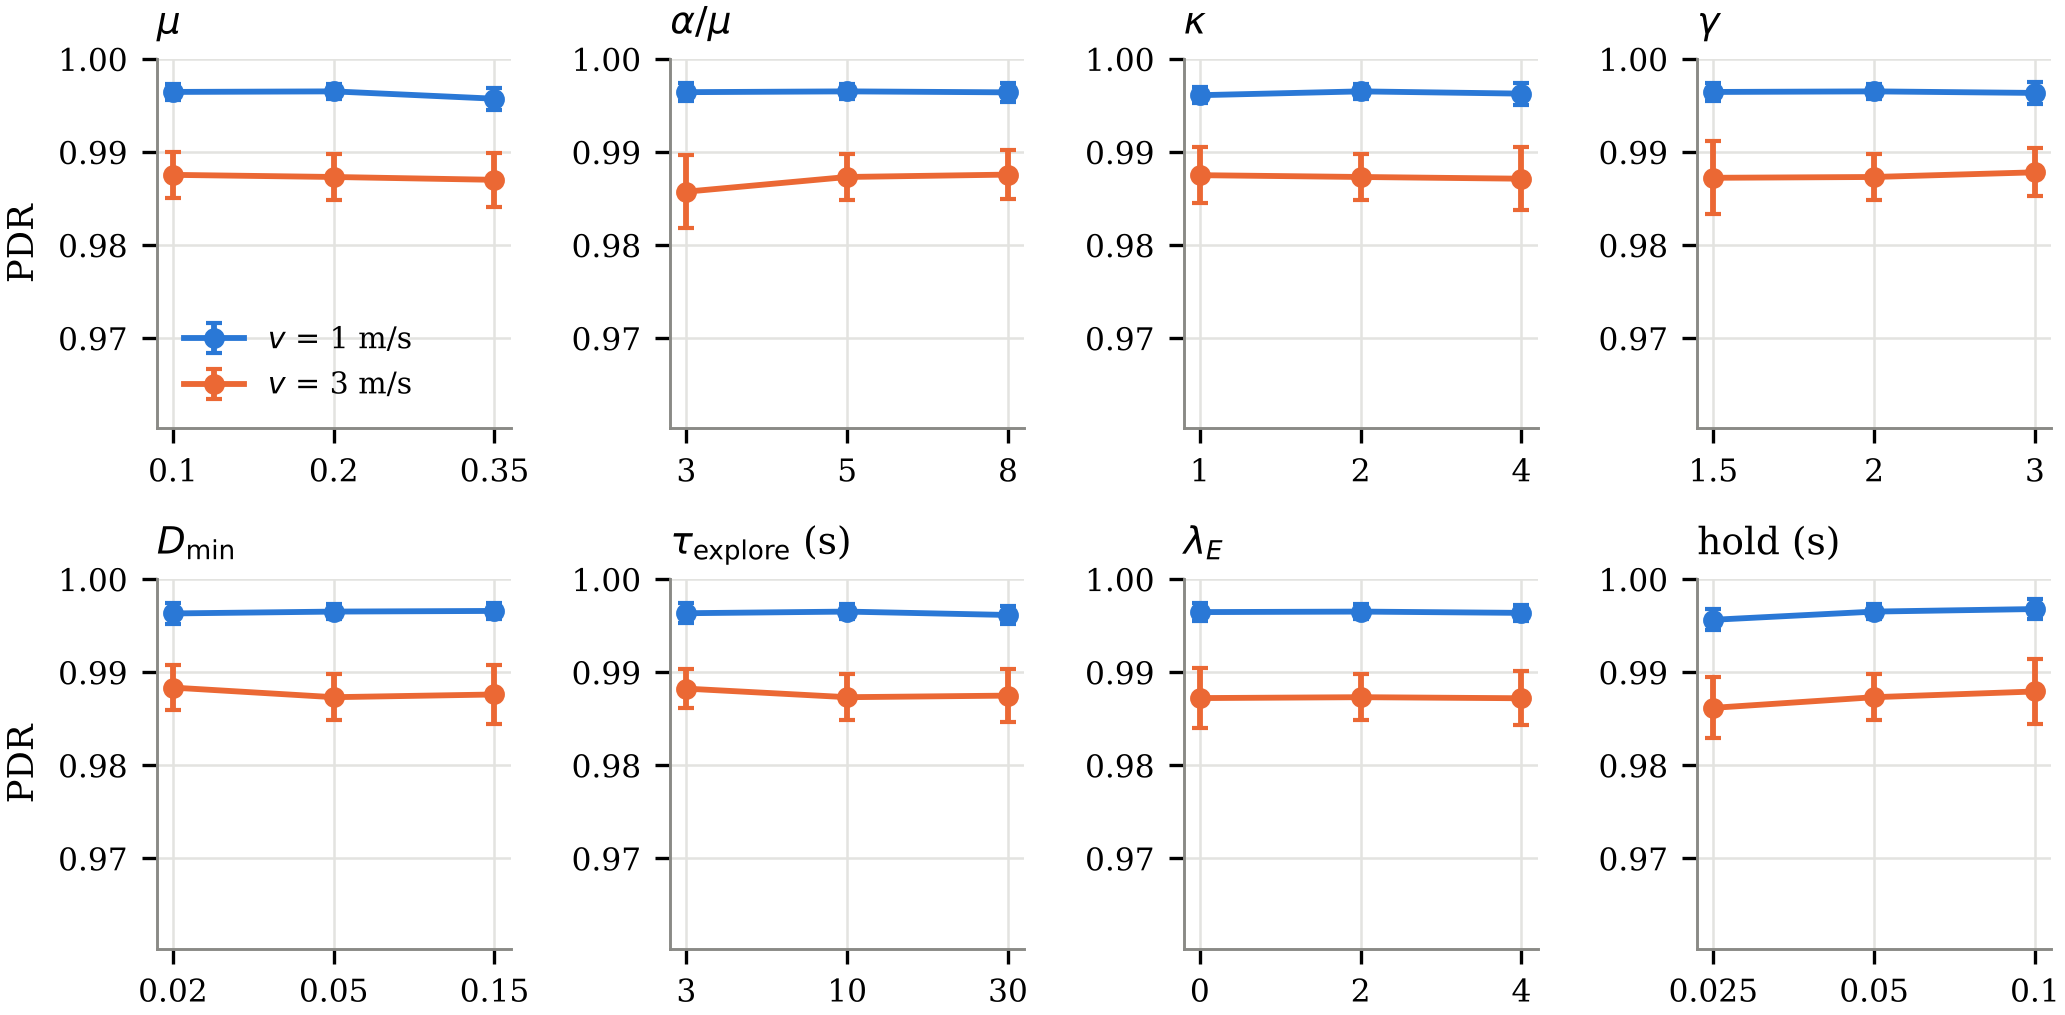 μ
α/μ
κ
γ
1.00
0.99
0.98
0.97
PDR
v = 1 m/s
v = 3 m/s
0.1 0.2 0.35
1.00
0.99
0.98
0.97
3 5 8
1.00
0.99
0.98
0.97
1 2 4
1.00
0.99
0.98
0.97
1.5 2 3
D_min
τ_explore (s)
λ_E
hold (s)
1.00
0.99
0.98
0.97
PDR
0.02 0.05 0.15
1.00
0.99
0.98
0.97
3 10 30
1.00
0.99
0.98
0.97
0 2 4
1.00
0.99
0.98
0.97
0.025 0.05 0.1